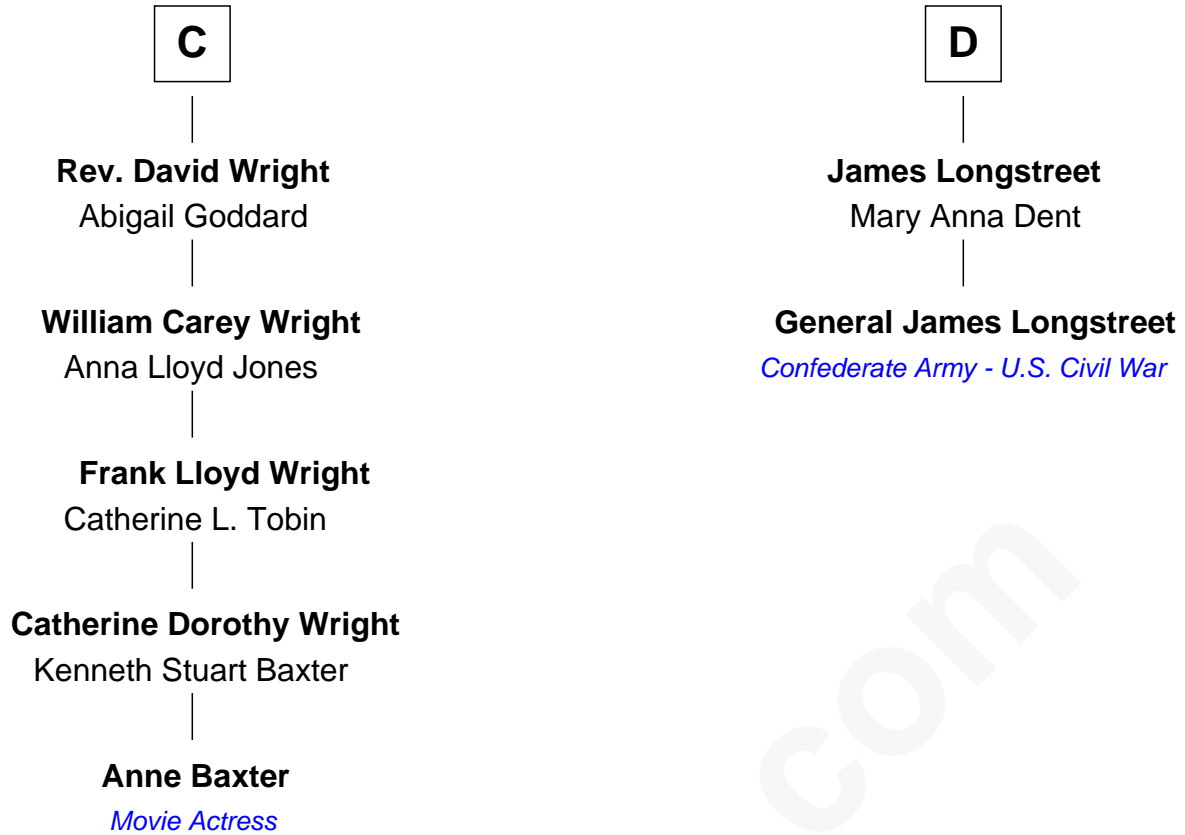 C
Rev. David Wright
Abigail Goddard
William Carey Wright
Anna Lloyd Jones
Frank Lloyd Wright
Catherine L. Tobin
Catherine Dorothy Wright
Kenneth Stuart Baxter
Anne Baxter
Movie Actress
D
James Longstreet
Mary Anna Dent
General James Longstreet
Confederate Army - U.S. Civil War
com